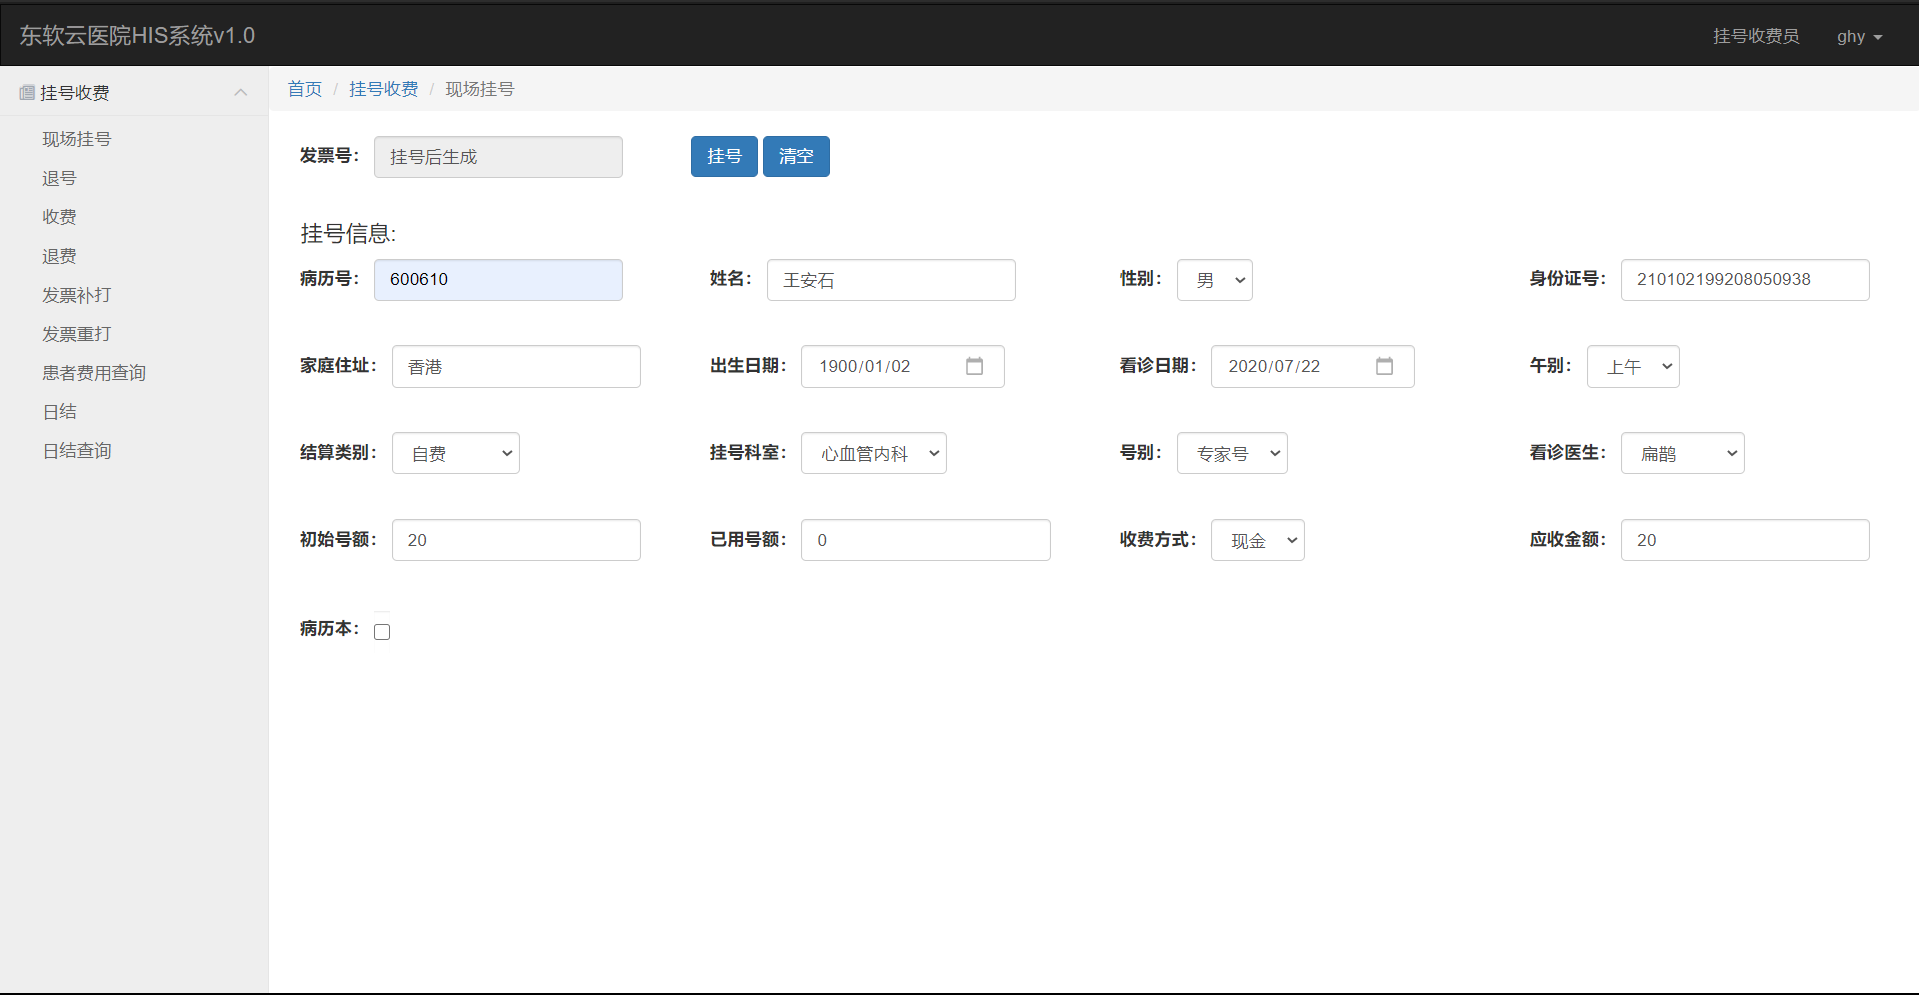 东软云医院HIS系统v1.0
挂号收费员 ghy
挂号收费
现场挂号
退号
收费
退费
发票补打
发票重打
患者费用查询
日结
日结查询
首页 / 挂号收费 / 现场挂号
发票号： 挂号后生成 挂号 清空
挂号信息:
病历号： 600610 姓名： 王安石 性别： 男 身份证号： 210102199208050938
家庭住址： 香港 出生日期： 1900/01/02 看诊日期： 2020/07/22 午别： 上午
结算类别： 自费 挂号科室： 心血管内科 号别： 专家号 看诊医生： 扁鹊
初始号额： 20 已用号额： 0 收费方式： 现金 应收金额： 20
病历本：